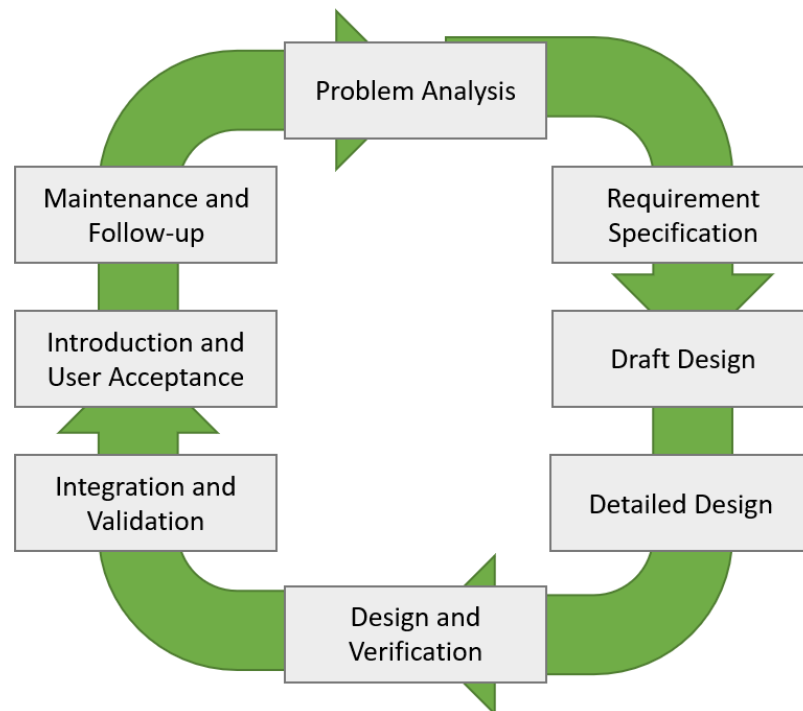 Problem Analysis
Requirement
Specification
Draft Design
Detailed Design
Design and
Verification
Integration and
Validation
Introduction and
User Acceptance
Maintenance and
Follow-up